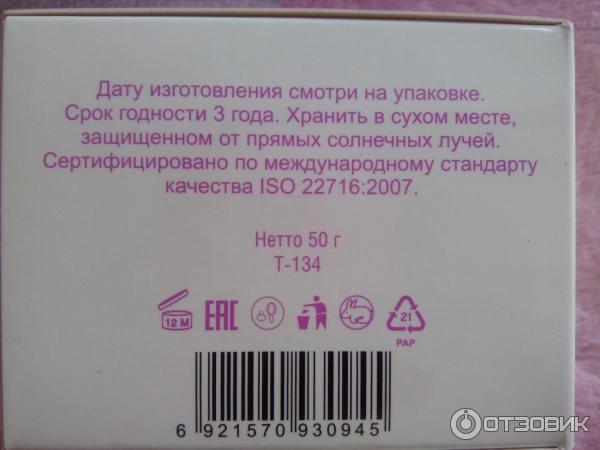 Дату изготовления смотри на упаковке.
Срок годности 3 года. Хранить в сухом месте,
защищенном от прямых солнечных лучей.
Сертифицировано по международному стандарту
качества ISO 22716:2007.
Нетто 50 г
T-134
12 M EAC 21
PAP
6 921570 930945
ОТЗОВИК